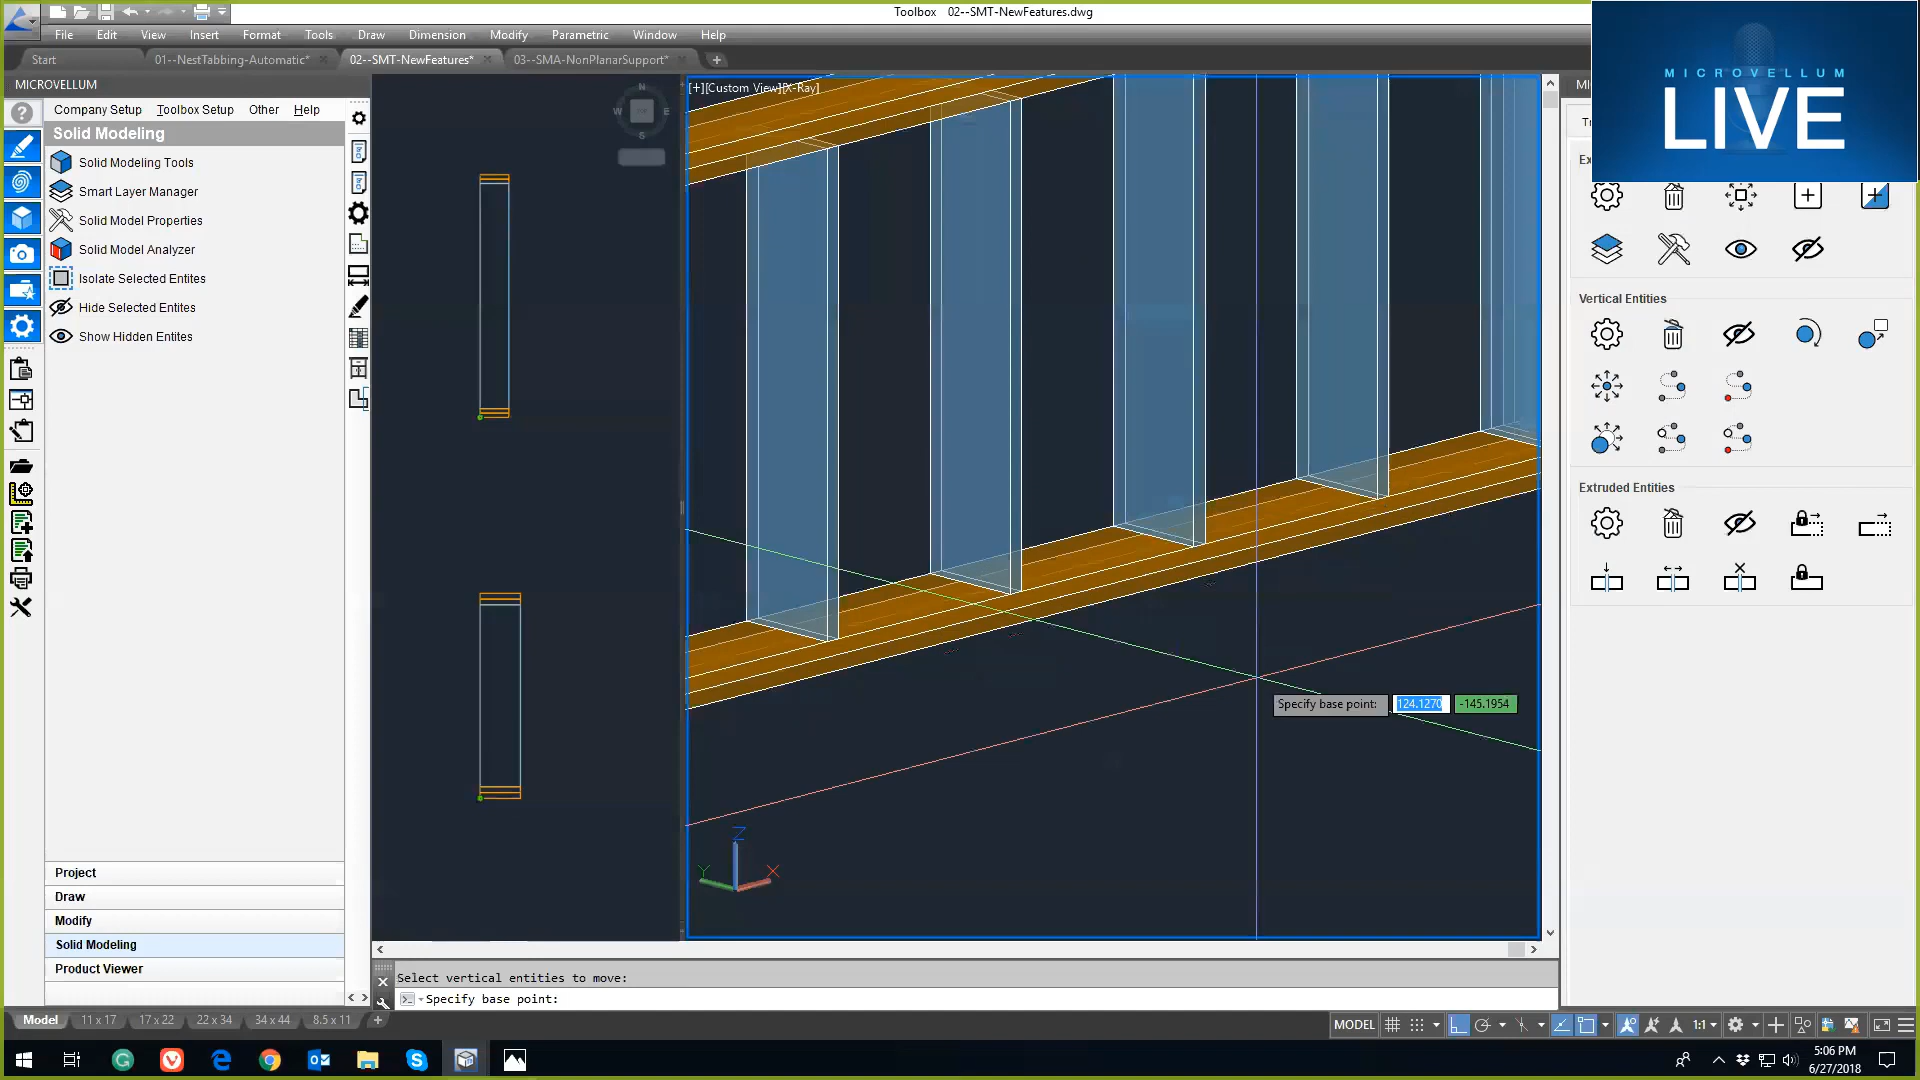 Toolbox 02--SMT-NewFeatures.dwg
File Edit View Insert Format Tools Draw Dimension Modify Parametric Window Help
Start 01--NestTabbing-Automatic* 02--SMT-NewFeatures* 03--SMA-NonPlanarSupport*
MICROVELLUM
Company Setup Toolbox Setup Other Help
Solid Modeling
Solid Modeling Tools
Smart Layer Manager
Solid Model Properties
Solid Model Analyzer
Isolate Selected Entites
Hide Selected Entites
Show Hidden Entites
Project
Draw
Modify
Solid Modeling
Product Viewer
N
W E
S
[+][Custom View][X-Ray]
Specify base point: 124.1270 -145.1954
Z
Y X
Select vertical entities to move:
Specify base point:
MICROVELLUM
LIVE
Vertical Entities
Extruded Entities
Model 11 x 17 17 x 22 22 x 34 34 x 44 8.5 x 11
MODEL 1:1
5:06 PM
6/27/2018